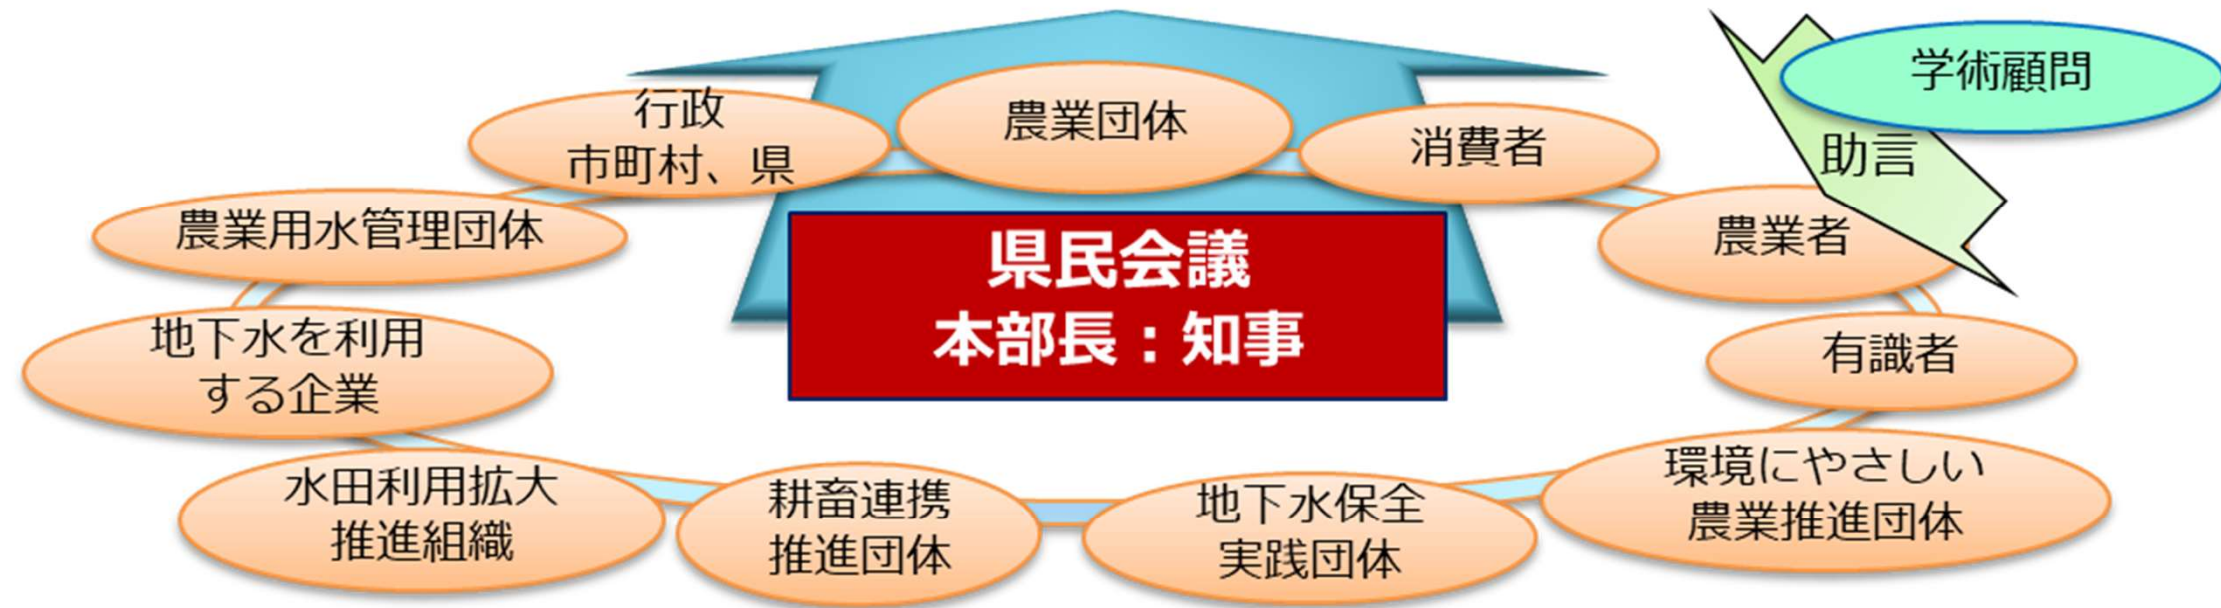 学術顧問
助言
行政
市町村、県
農業団体
消費者
農業用水管理団体
農業者
県民会議
本部長：知事
地下水を利用
する企業
有識者
水田利用拡大
推進組織
耕畜連携
推進団体
地下水保全
実践団体
環境にやさしい
農業推進団体